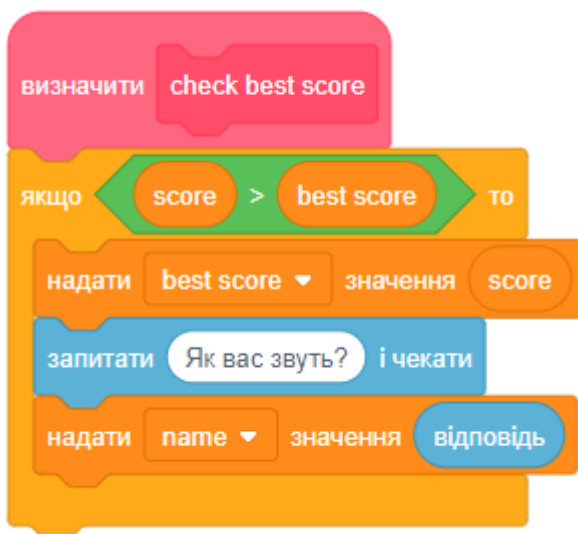 визначити check best score
якщо score > best score то
надати best score значення score
запитати Як вас звуть? і чекати
надати name значення відповідь